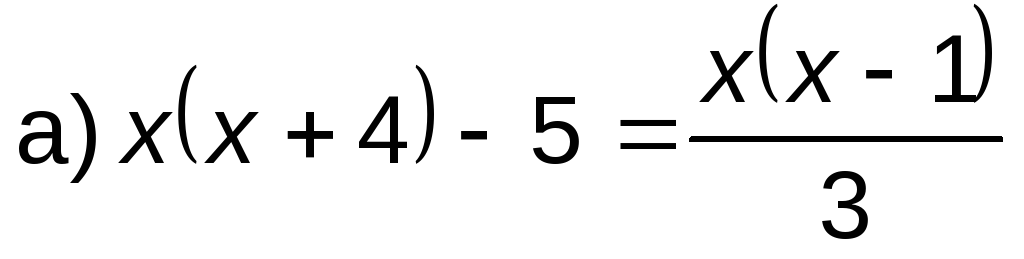 a) x(x + 4) - 5 = x(x - 1)/3